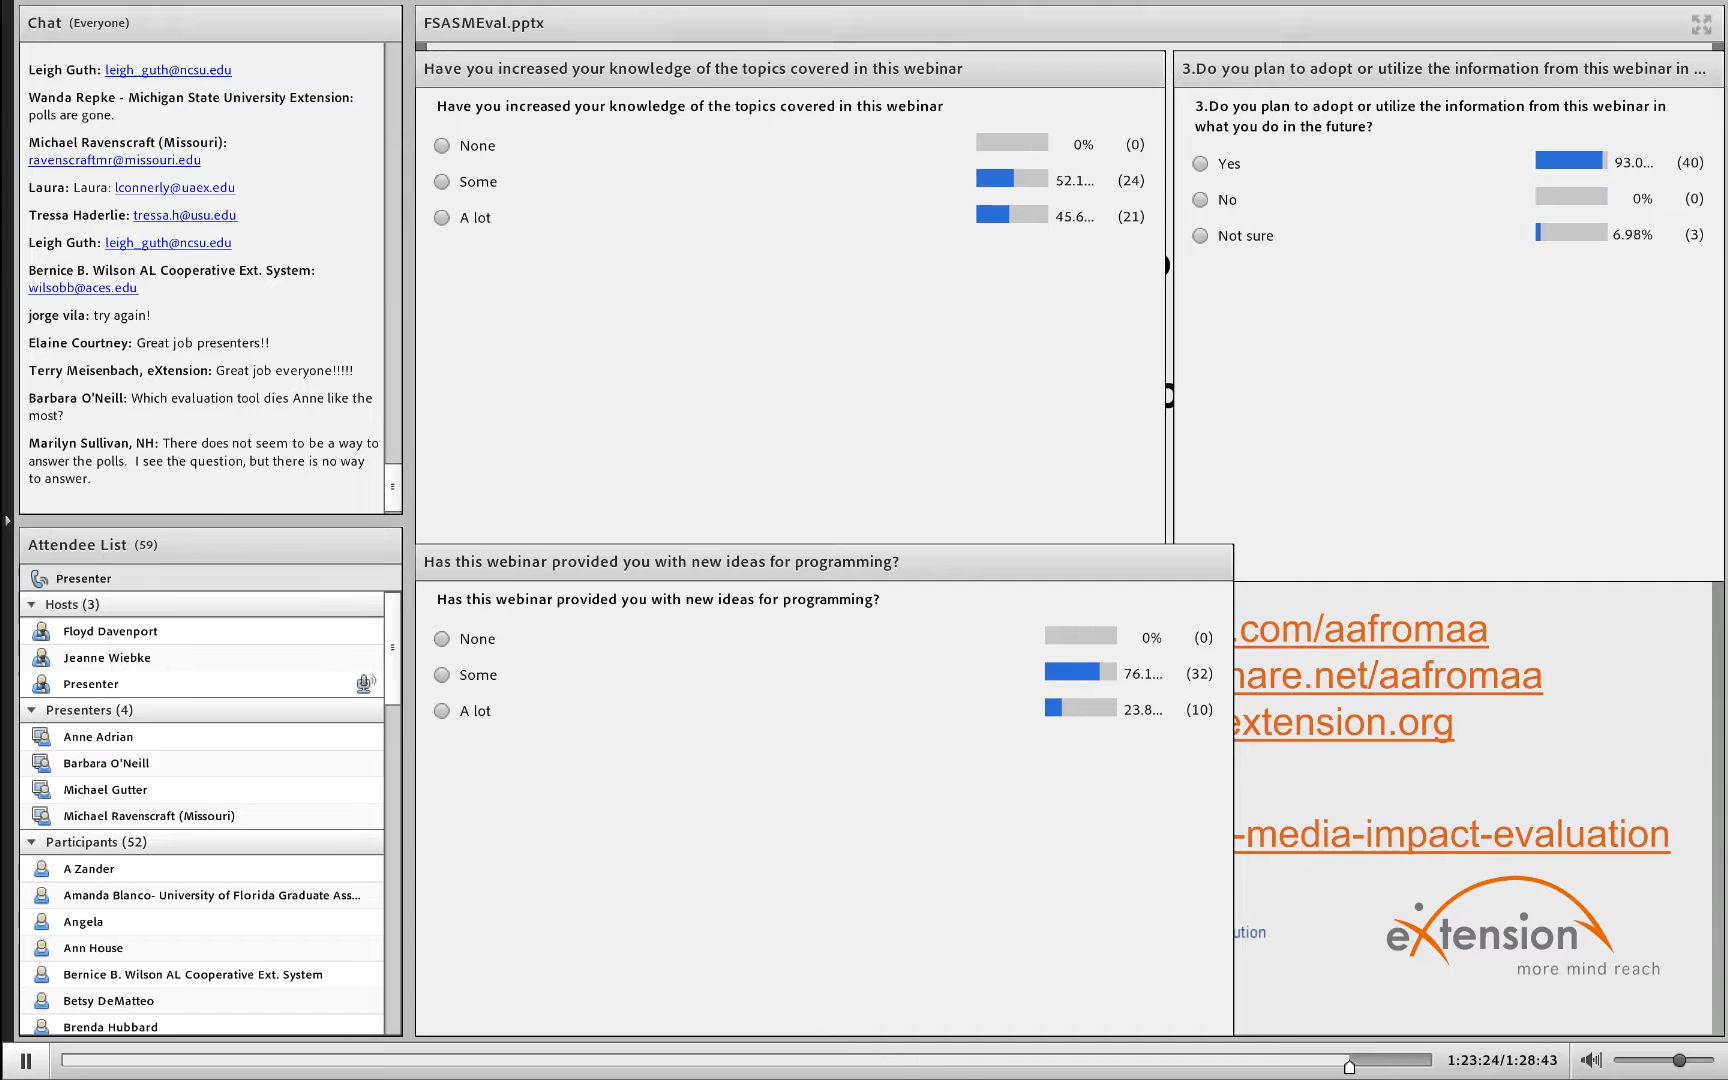 Chat (Everyone)
Leigh Guth: leigh_guth@ncsu.edu
Wanda Repke - Michigan State University Extension:
polls are gone.
Michael Ravenscraft (Missouri):
ravenscraftmr@missouri.edu
Laura: Laura: lconnerly@uaex.edu
Tressa Haderlie: tressa.h@usu.edu
Leigh Guth: leigh_guth@ncsu.edu
Bernice B. Wilson AL Cooperative Ext. System:
wilsobb@aces.edu
jorge vila: try again!
Elaine Courtney: Great job presenters!!
Terry Meisenbach, eXtension: Great job everyone!!!!!
Barbara O'Neill: Which evaluation tool dies Anne like the
most?
Marilyn Sullivan, NH: There does not seem to be a way to
answer the polls. I see the question, but there is no way
to answer.
Attendee List (59)
Presenter
Hosts (3)
Floyd Davenport
Jeanne Wiebke
Presenter
Presenters (4)
Anne Adrian
Barbara O'Neill
Michael Gutter
Michael Ravenscraft (Missouri)
Participants (52)
A Zander
Amanda Blanco- University of Florida Graduate Ass...
Angela
Ann House
Bernice B. Wilson AL Cooperative Ext. System
Betsy DeMatteo
Brenda Hubbard
FSASMEval.pptx
Have you increased your knowledge of the topics covered in this webinar
Have you increased your knowledge of the topics covered in this webinar
None 0% (0)
Some 52.1... (24)
A lot 45.6... (21)
3.Do you plan to adopt or utilize the information from this webinar in ...
3.Do you plan to adopt or utilize the information from this webinar in
what you do in the future?
Yes 93.0... (40)
No 0% (0)
Not sure 6.98% (3)
Has this webinar provided you with new ideas for programming?
Has this webinar provided you with new ideas for programming?
None 0% (0)
Some 76.1... (32)
A lot 23.8... (10)
.com/aafromaa
hare.net/aafromaa
extension.org
-media-impact-evaluation
ution
eXtension
more mind reach
1:23:24/1:28:43